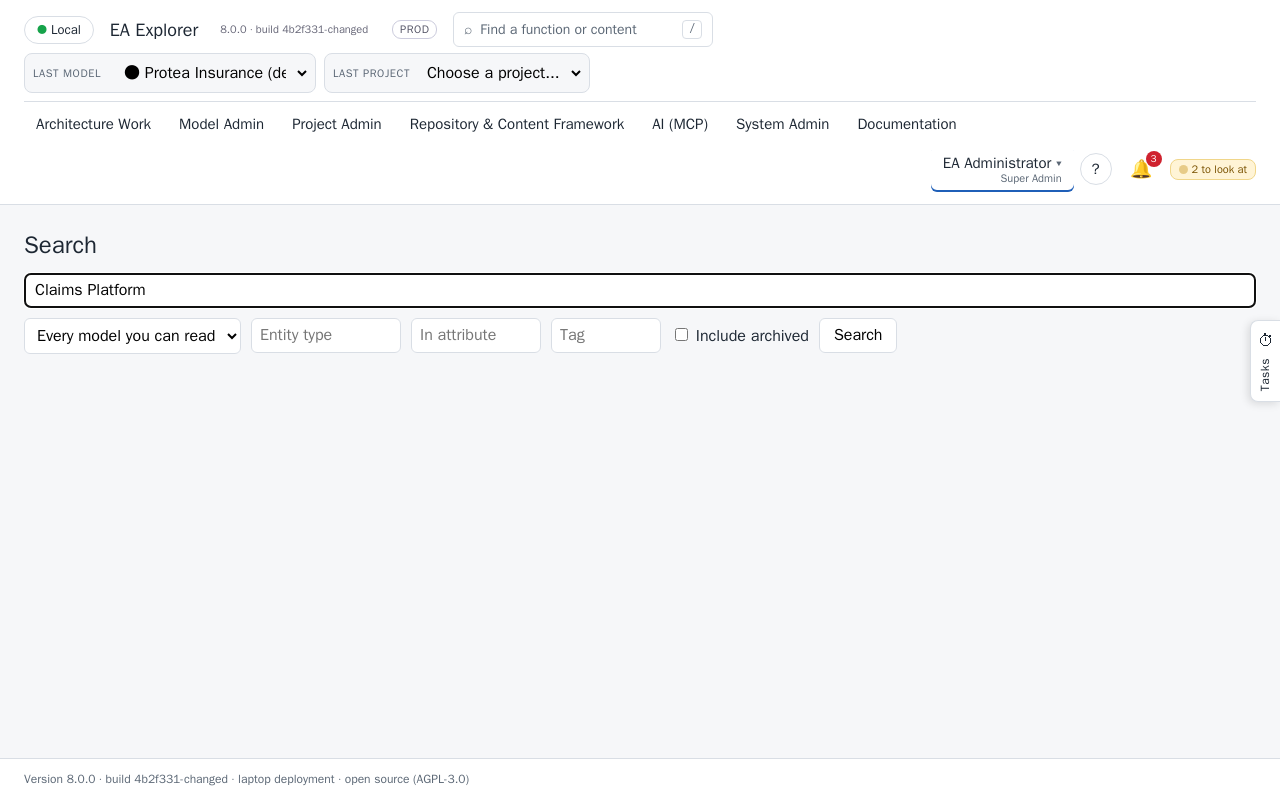 Local EA Explorer 8.0.0 · build 4b2f331-changed PROD Find a function or content /
LAST MODEL Protea Insurance (de LAST PROJECT Choose a project...
Architecture Work Model Admin Project Admin Repository & Content Framework AI (MCP) System Admin Documentation
EA Administrator ▾ ? 3 2 to look at
Super Admin
Search
Claims Platform
Every model you can read Entity type In attribute Tag Include archived Search
Tasks
Version 8.0.0 · build 4b2f331-changed · laptop deployment · open source (AGPL-3.0)